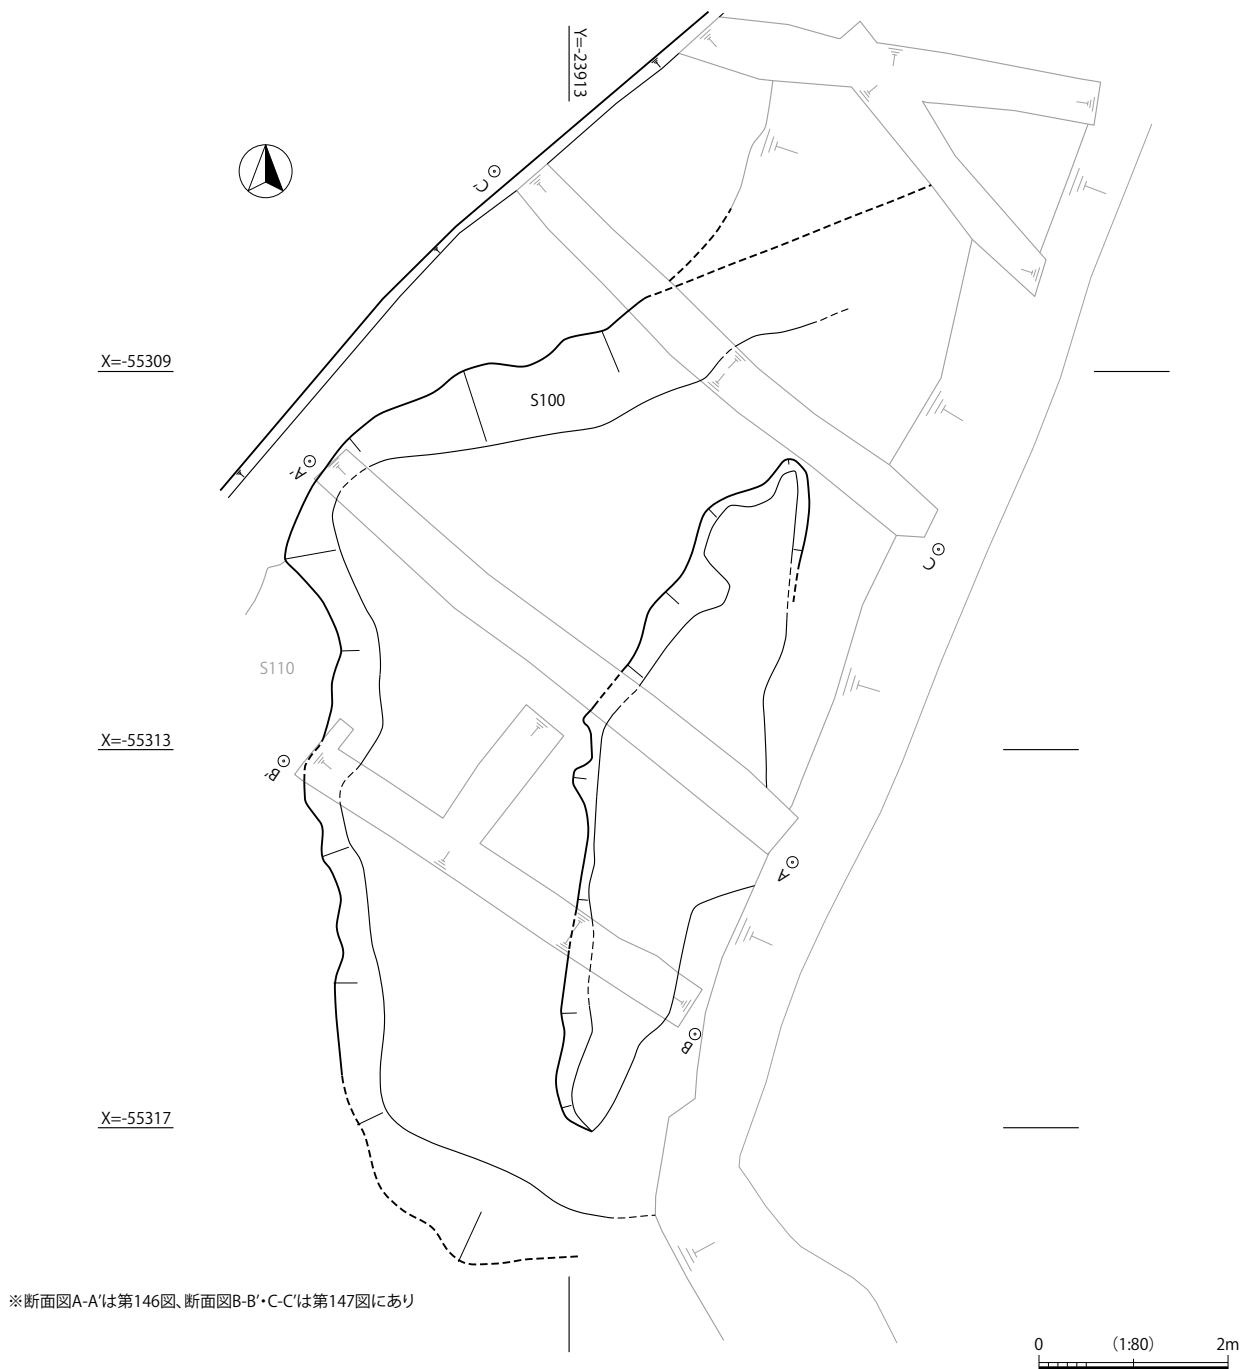 Y=-23913
C'
X=-55309
S100
A'
C
S110
X=-55313
B'
A
B
X=-55317
※断面図A-A'は第146図、断面図B-B'・C-C'は第147図にあり
0 (1:80) 2m